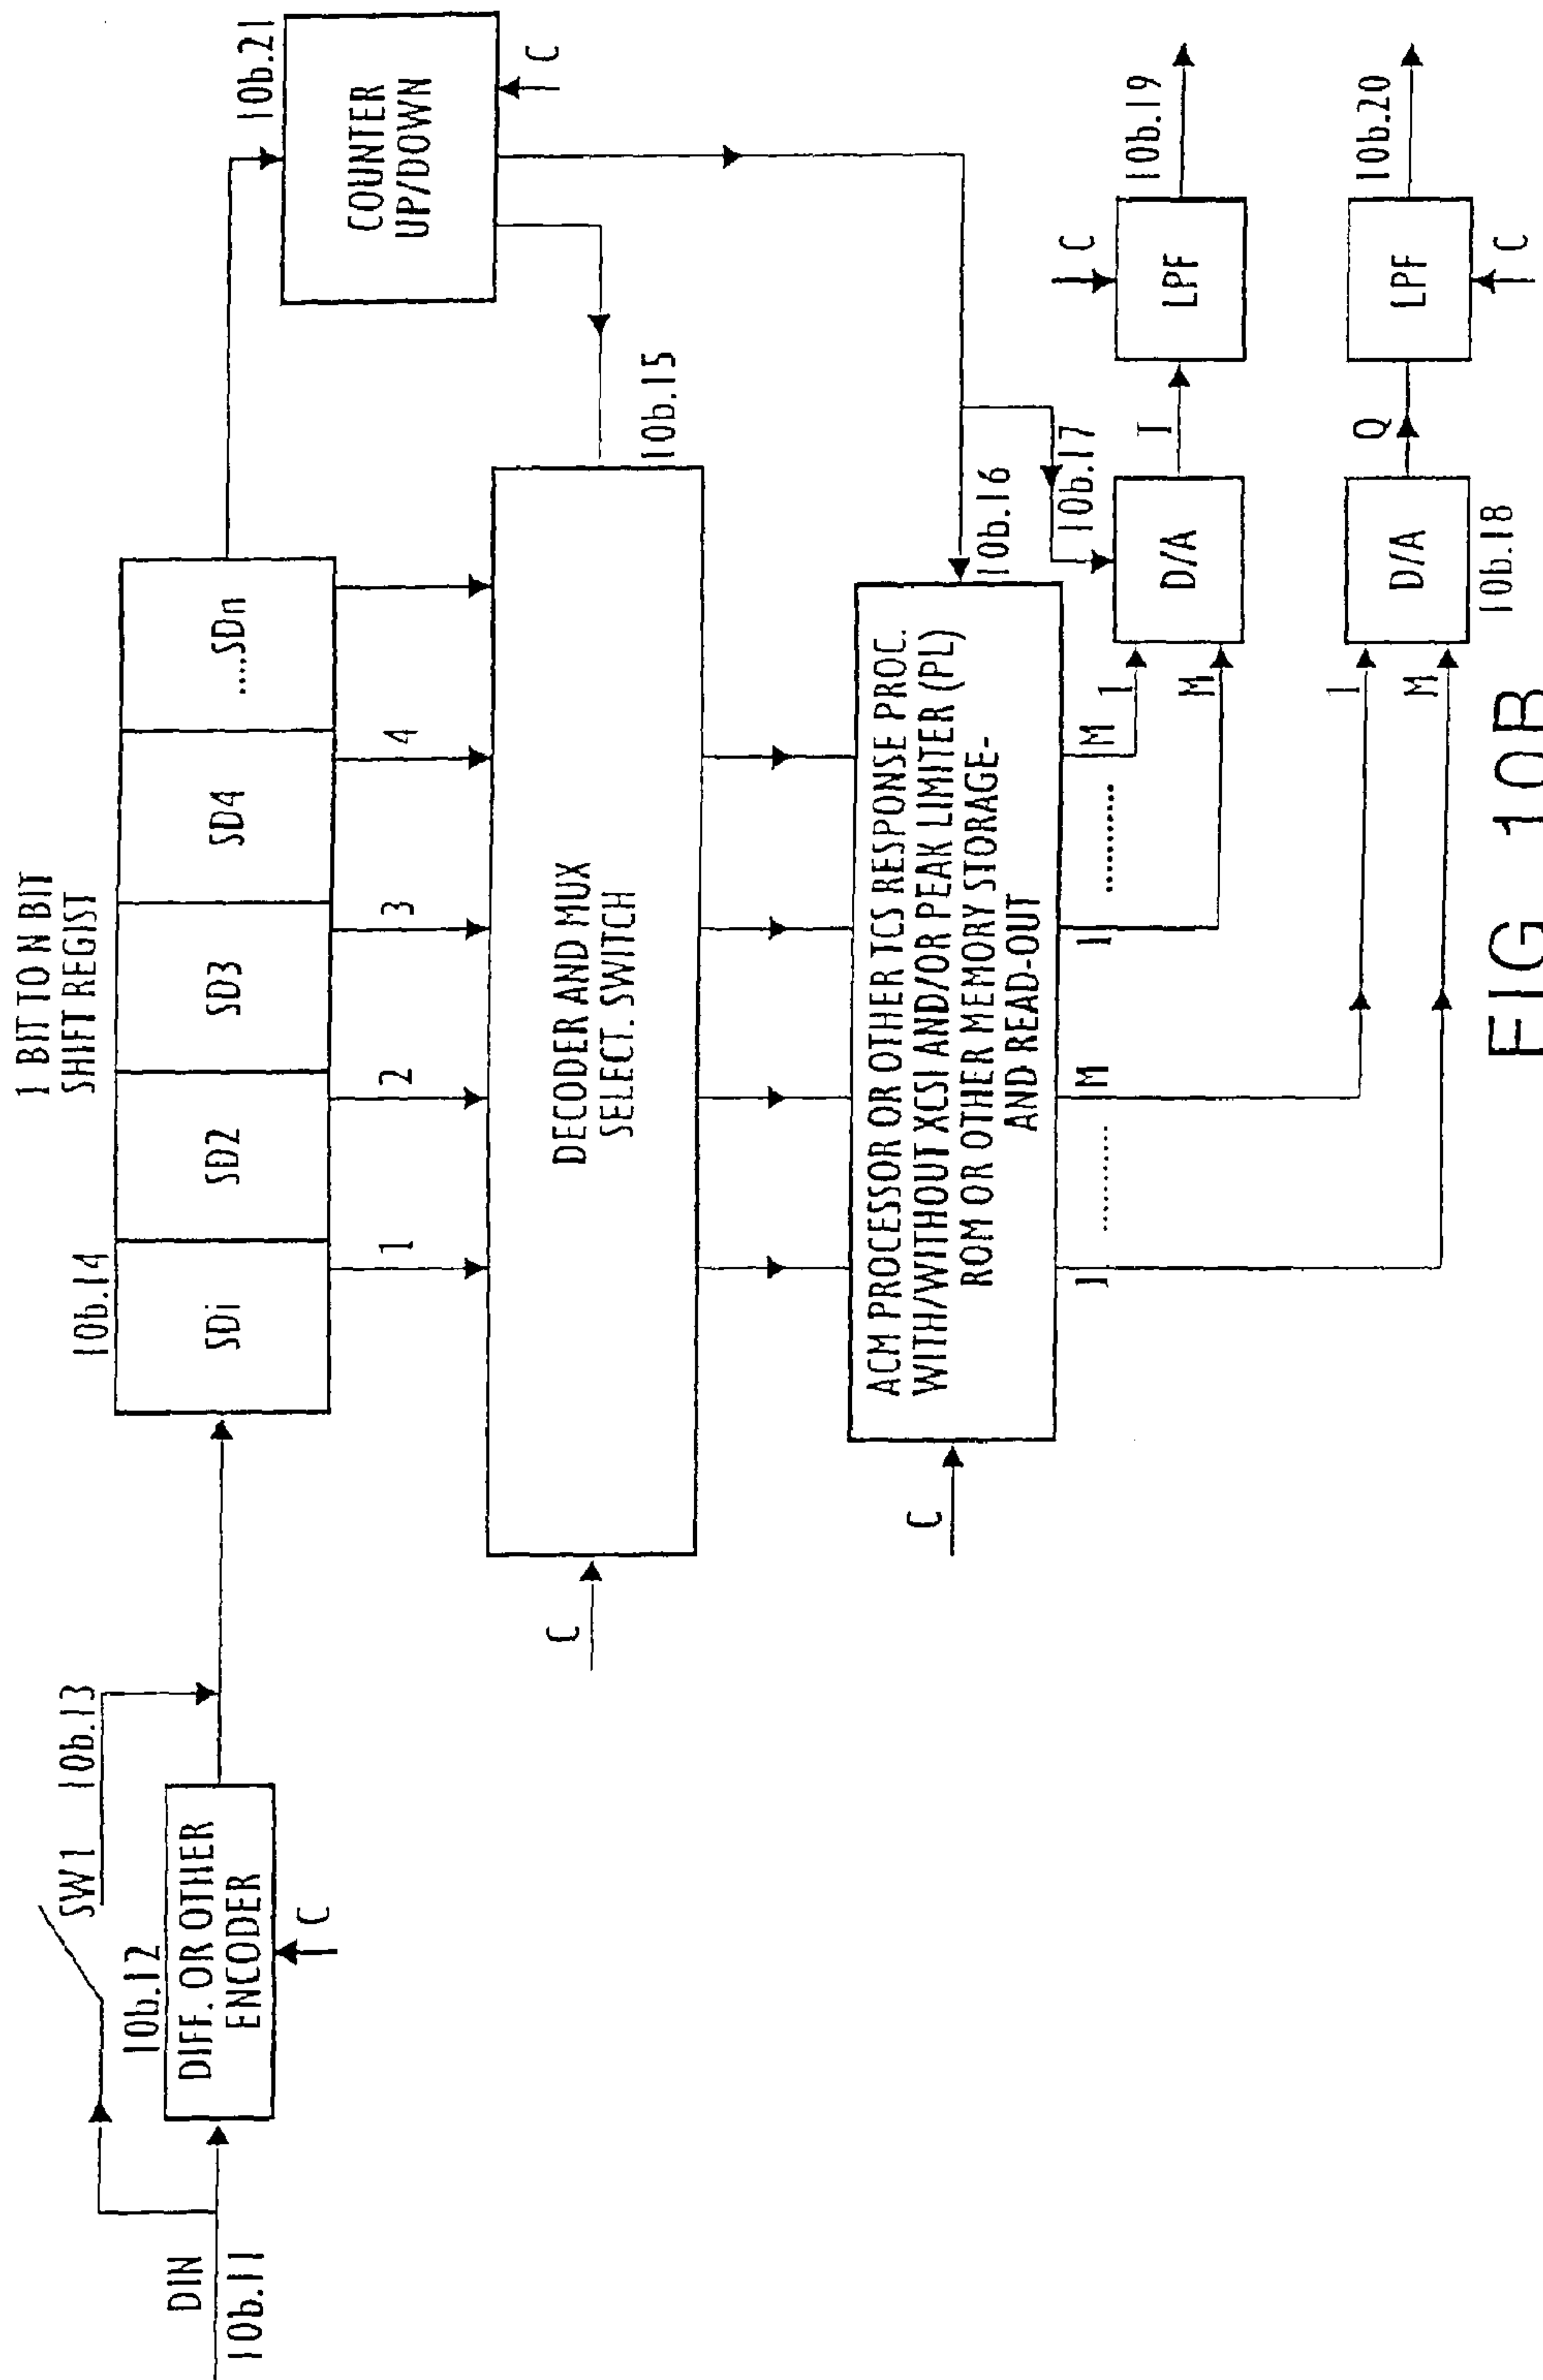 DIN
10b.11
SW1 10b.13
10b.12
DIFF. OR OTHER
ENCODER
C
1 BIT TO N BIT
SHIFT REGIST
10b.14
SDi
SD2
SD3
SD4
.....SDn
10b.21
COUNTER
UP/DOWN
C
1
2
3
4
C
DECODER AND MUX
SELECT. SWITCH
10b.15
C
ACM PROCESSOR OR OTHER TCS RESPONSE PROC.
WITH/WITHOUT XCSI AND/OR PEAK LIMITER (PL)
ROM OR OTHER MEMORY STORAGE-
AND READ-OUT
10b.16
10b.17
1 .......... M
1 .......... M
1
M
D/A
I
C
LPF
10b.19
1
M
D/A
10b.18
Q
LPF
C
10b.20
FIG 10B